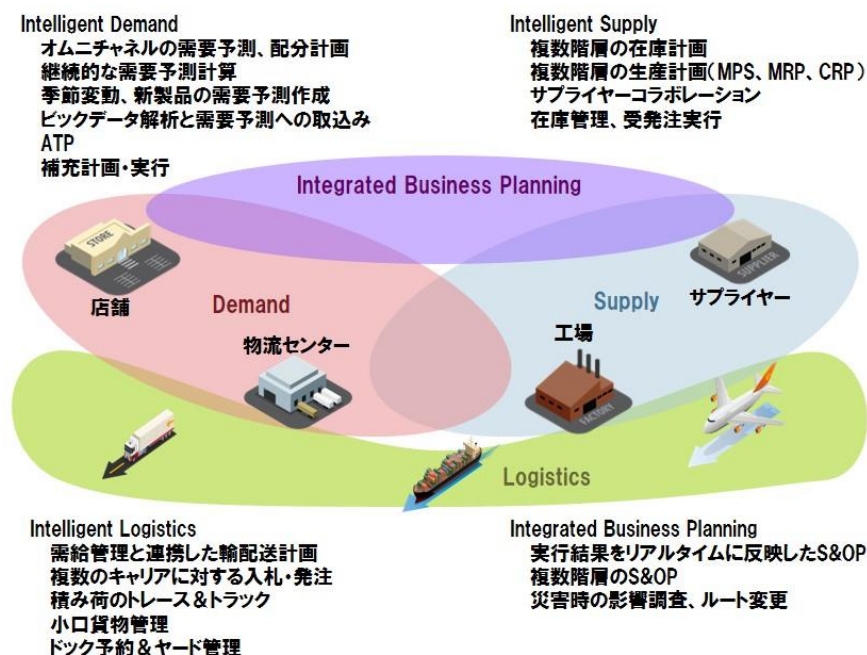 Intelligent Demand
オムニチャネルの需要予測、配分計画
継続的な需要予測計算
季節変動、新製品の需要予測作成
ビックデータ解析と需要予測への取込み
ATP
補充計画・実行
Intelligent Supply
複数階層の在庫計画
複数階層の生産計画(MPS、MRP、CRP)
サプライヤーコラボレーション
在庫管理、受発注実行
Integrated Business Planning
STORE
店舗
Demand
物流センター
Supply
工場
FACTORY
SUPPLIER
サプライヤー
Logistics
Intelligent Logistics
需給管理と連携した輸配送計画
複数のキャリアに対する入札・発注
積み荷のトレース&トラック
小口貨物管理
ドック予約&ヤード管理
Integrated Business Planning
実行結果をリアルタイムに反映したS&OP
複数階層のS&OP
災害時の影響調査、ルート変更